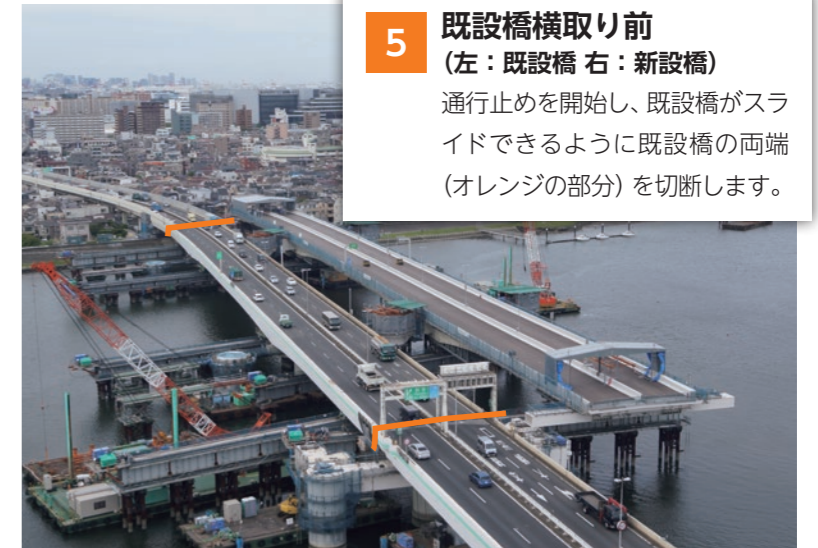 5
既設橋横取り前
（左：既設橋 右：新設橋）
通行止めを開始し、既設橋がスラ
イドできるように既設橋の両端
（オレンジの部分）を切断します。